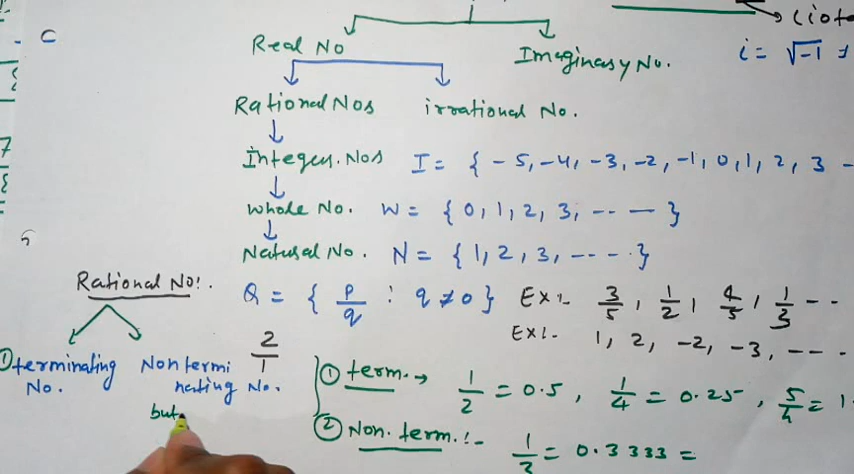 C
Real No
Imaginary No.
i = √-1
Rational Nos
irrational No.
Integer. Nos I = { -5, -4, -3, -2, -1, 0, 1, 2, 3 -
Whole No. W = { 0, 1, 2, 3, -- — }
Natural No. N = { 1, 2, 3, ---- }
Rational No:.
Q = { p/q : q ≠ 0 } Ex:- 3/5, 1/2, 4/5, 1/3 --
Ex:- 1, 2, -2, -3, ---
① terminating No.
Non termi nating No.
but
2/1
① term. → 1/2 = 0.5, 1/4 = 0.25, 5/4 = 1
② Non. term. :- 1/3 = 0.3333 =